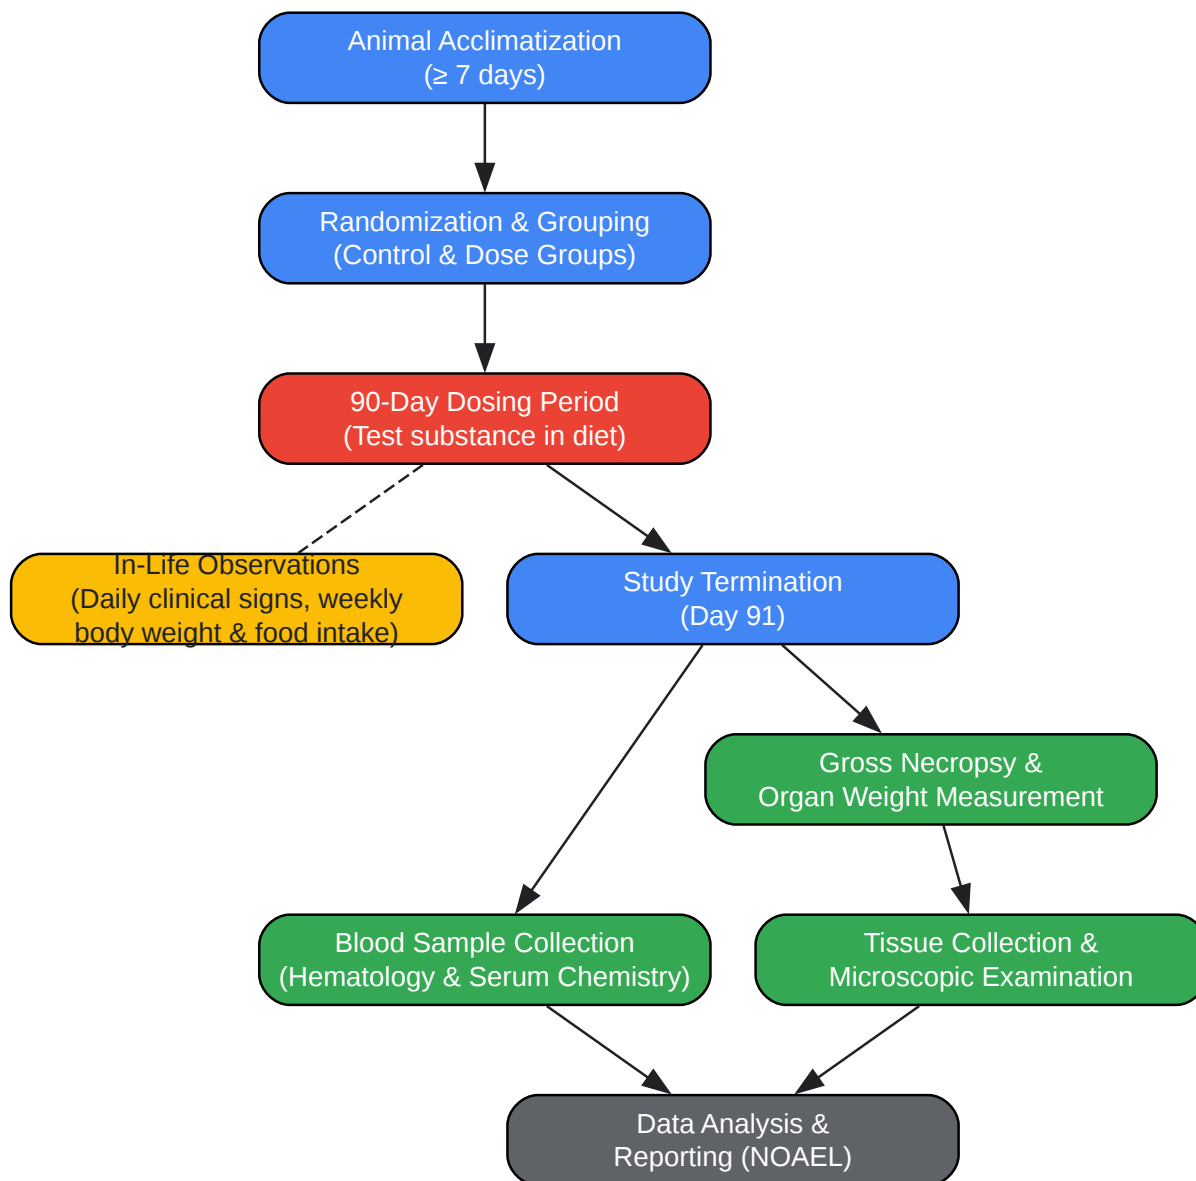 Animal Acclimatization
(≥ 7 days)
Randomization & Grouping
(Control & Dose Groups)
90-Day Dosing Period
(Test substance in diet)
In-Life Observations
(Daily clinical signs, weekly
body weight & food intake)
Study Termination
(Day 91)
Gross Necropsy &
Organ Weight Measurement
Blood Sample Collection
(Hematology & Serum Chemistry)
Tissue Collection &
Microscopic Examination
Data Analysis &
Reporting (NOAEL)